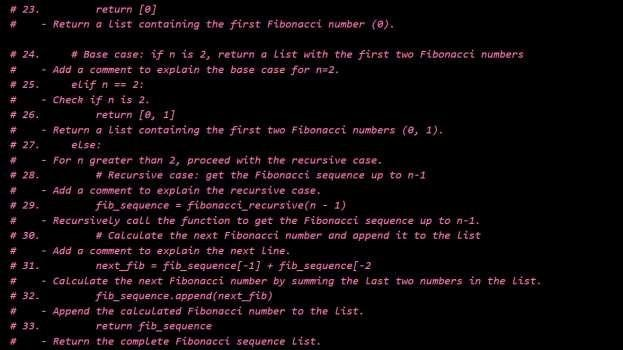 # 23.         return [0]
#    - Return a list containing the first Fibonacci number (0).
# 24.     # Base case: if n is 2, return a list with the first two Fibonacci numbers
#    - Add a comment to explain the base case for n=2.
# 25.     elif n == 2:
#    - Check if n is 2.
# 26.         return [0, 1]
#    - Return a list containing the first two Fibonacci numbers (0, 1).
# 27.     else:
#    - For n greater than 2, proceed with the recursive case.
# 28.         # Recursive case: get the Fibonacci sequence up to n-1
#    - Add a comment to explain the recursive case.
# 29.         fib_sequence = fibonacci_recursive(n - 1)
#    - Recursively call the function to get the Fibonacci sequence up to n-1.
# 30.         # Calculate the next Fibonacci number and append it to the list
#    - Add a comment to explain the next line.
# 31.         next_fib = fib_sequence[-1] + fib_sequence[-2
#    - Calculate the next Fibonacci number by summing the last two numbers in the list.
# 32.         fib_sequence.append(next_fib)
#    - Append the calculated Fibonacci number to the list.
# 33.         return fib_sequence
#    - Return the complete Fibonacci sequence list.